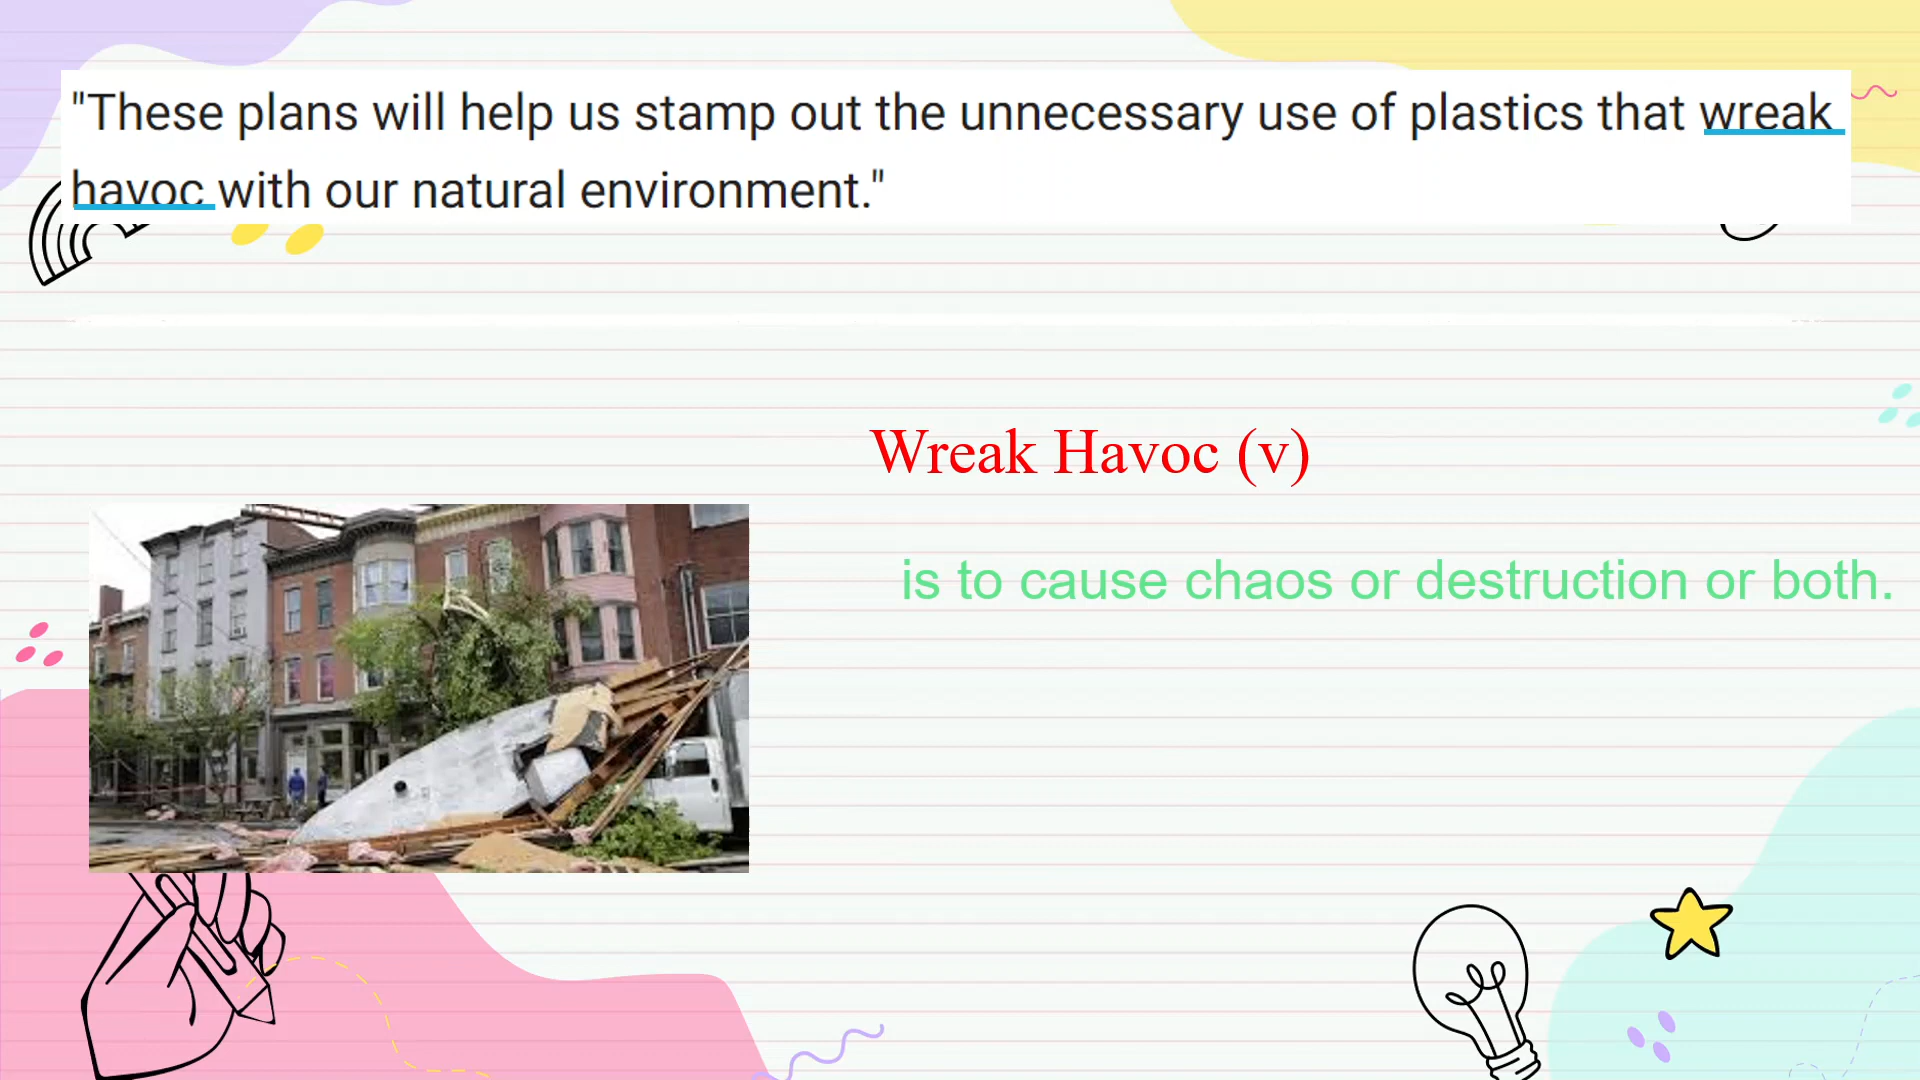 "These plans will help us stamp out the unnecessary use of plastics that wreak
havoc with our natural environment."
Wreak Havoc (v)
is to cause chaos or destruction or both.